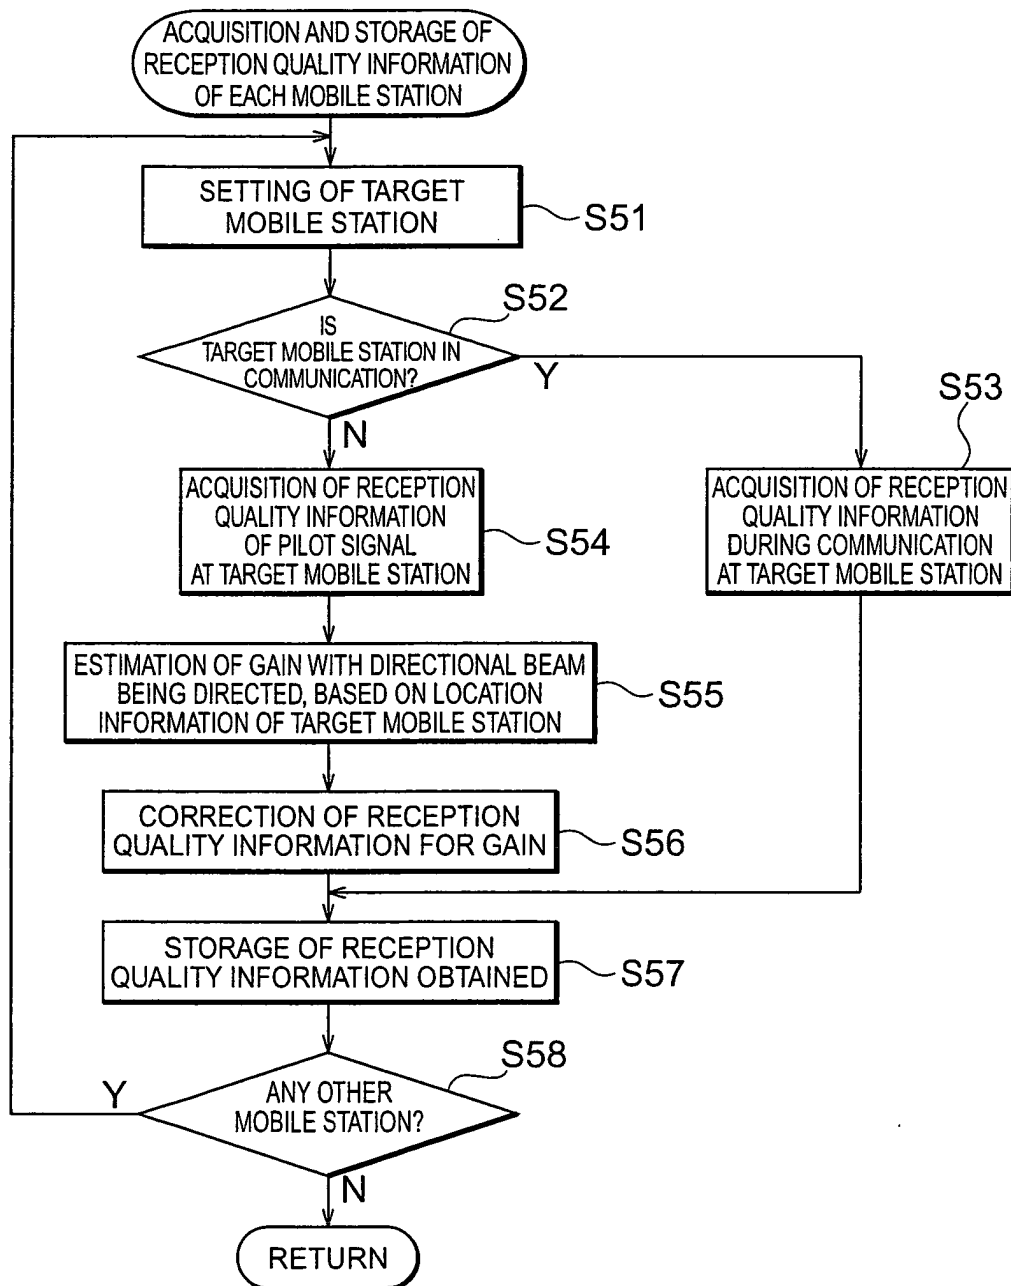 ACQUISITION AND STORAGE OF
RECEPTION QUALITY INFORMATION
OF EACH MOBILE STATION
SETTING OF TARGET
MOBILE STATION
S51
S52
IS
TARGET MOBILE STATION IN
COMMUNICATION?
Y
N
S53
ACQUISITION OF RECEPTION
QUALITY INFORMATION
DURING COMMUNICATION
AT TARGET MOBILE STATION
ACQUISITION OF RECEPTION
QUALITY INFORMATION
OF PILOT SIGNAL
AT TARGET MOBILE STATION
S54
ESTIMATION OF GAIN WITH DIRECTIONAL BEAM
BEING DIRECTED, BASED ON LOCATION
INFORMATION OF TARGET MOBILE STATION
S55
CORRECTION OF RECEPTION
QUALITY INFORMATION FOR GAIN
S56
STORAGE OF RECEPTION
QUALITY INFORMATION OBTAINED
S57
S58
Y
ANY OTHER
MOBILE STATION?
N
RETURN